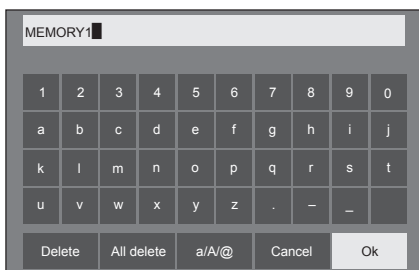 MEMORY1
1 2 3 4 5 6 7 8 9 0
a b c d e f g h i j
k l m n o p q r s t
u v w x y z . – _
Delete All delete a/A/@ Cancel Ok